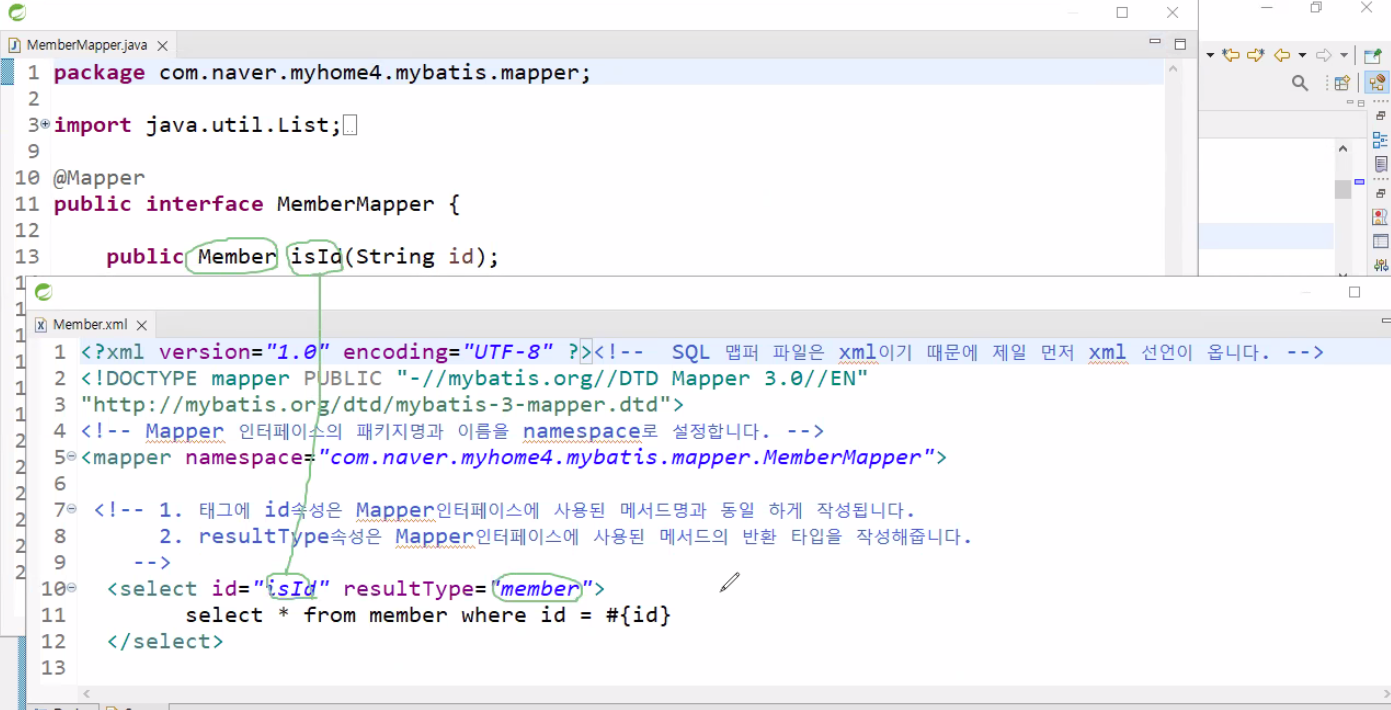 MemberMapper.java
1 package com.naver.myhome4.mybatis.mapper;
2
3 import java.util.List;
9
10 @Mapper
11 public interface MemberMapper {
12
13 public Member isId(String id);
Member.xml
1 <?xml version="1.0" encoding="UTF-8" ?><!--  SQL 맵퍼 파일은 xml이기 때문에 제일 먼저 xml 선언이 옵니다. -->
2 <!DOCTYPE mapper PUBLIC "-//mybatis.org//DTD Mapper 3.0//EN"
3 "http://mybatis.org/dtd/mybatis-3-mapper.dtd">
4 <!-- Mapper 인터페이스의 패키지명과 이름을 namespace로 설정합니다. -->
5 <mapper namespace="com.naver.myhome4.mybatis.mapper.MemberMapper">
6
7 <!-- 1. 태그에 id속성은 Mapper인터페이스에 사용된 메서드명과 동일 하게 작성됩니다.
8 2. resultType속성은 Mapper인터페이스에 사용된 메서드의 반환 타입을 작성해줍니다.
9 -->
10 <select id="isId" resultType="member">
11 select * from member where id = #{id}
12 </select>
13